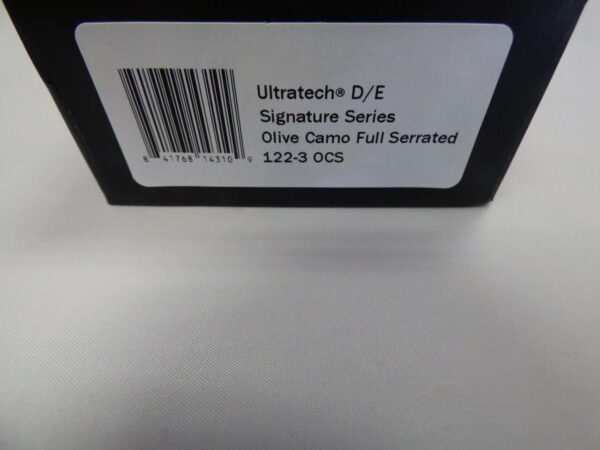 Ultratech® D/E
Signature Series
Olive Camo Full Serrated
122-3 OCS
8 41768 14310 9